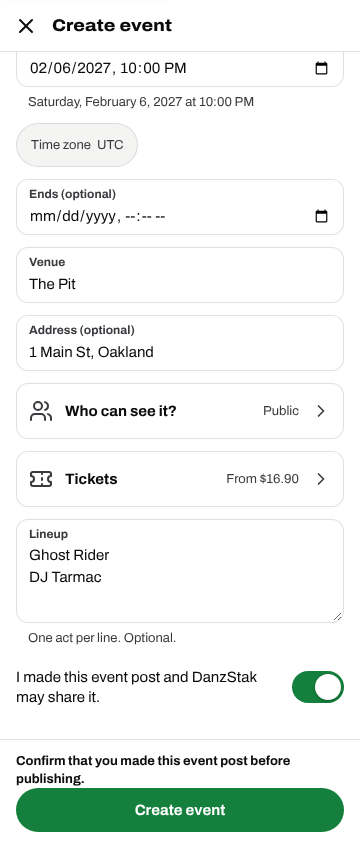 Create event
02/06/2027, 10:00 PM
Saturday, February 6, 2027 at 10:00 PM
Time zone UTC
Ends (optional)
mm/dd/yyyy, --:-- --
Venue
The Pit
Address (optional)
1 Main St, Oakland
Who can see it? Public
Tickets From $16.90
Lineup
Ghost Rider
DJ Tarmac
One act per line. Optional.
I made this event post and DanzStak
may share it.
Confirm that you made this event post before
publishing.
Create event